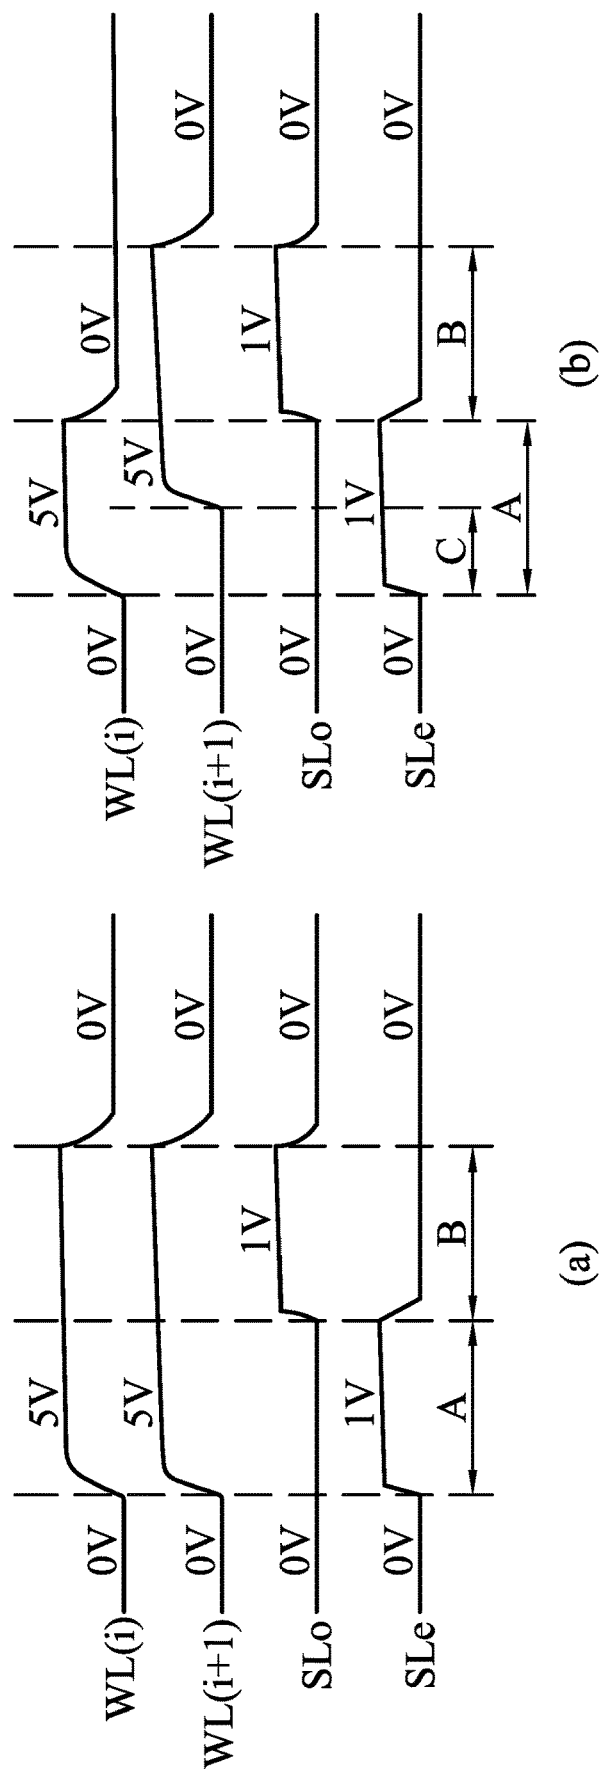 WL(i) 0V 5V 0V
WL(i+1) 0V 5V 0V
SLo 0V 1V 0V
SLe 0V 1V 0V
A B
(a)
WL(i) 0V 5V 0V
WL(i+1) 0V 5V 0V
SLo 0V 1V 0V
SLe 0V 1V 0V
C B
A
(b)